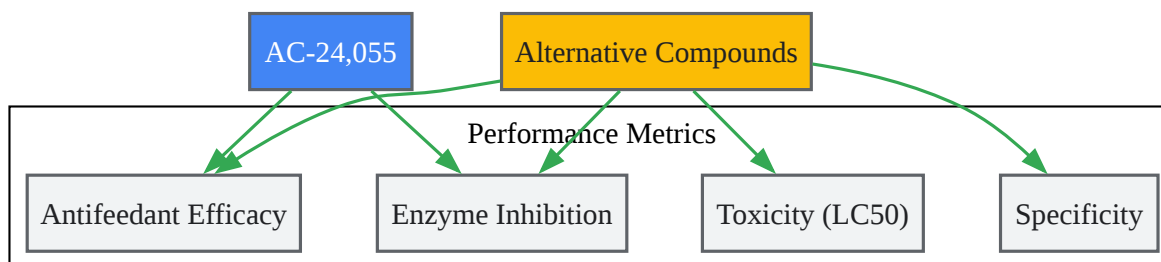 AC-24,055
Alternative Compounds
Performance Metrics
Antifeedant Efficacy
Enzyme Inhibition
Toxicity (LC50)
Specificity